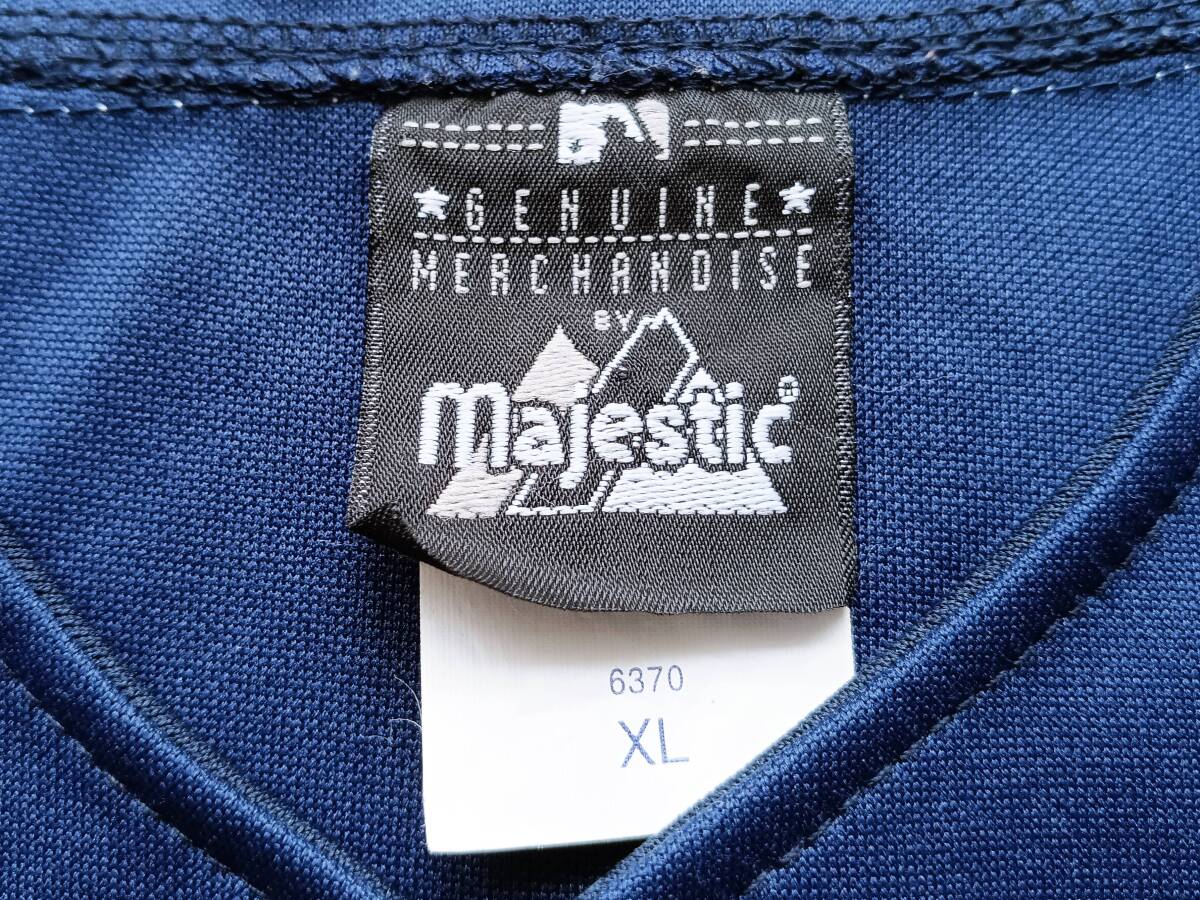 GENUINE
MERCHANDISE
BY
Majestic®
6370
XL